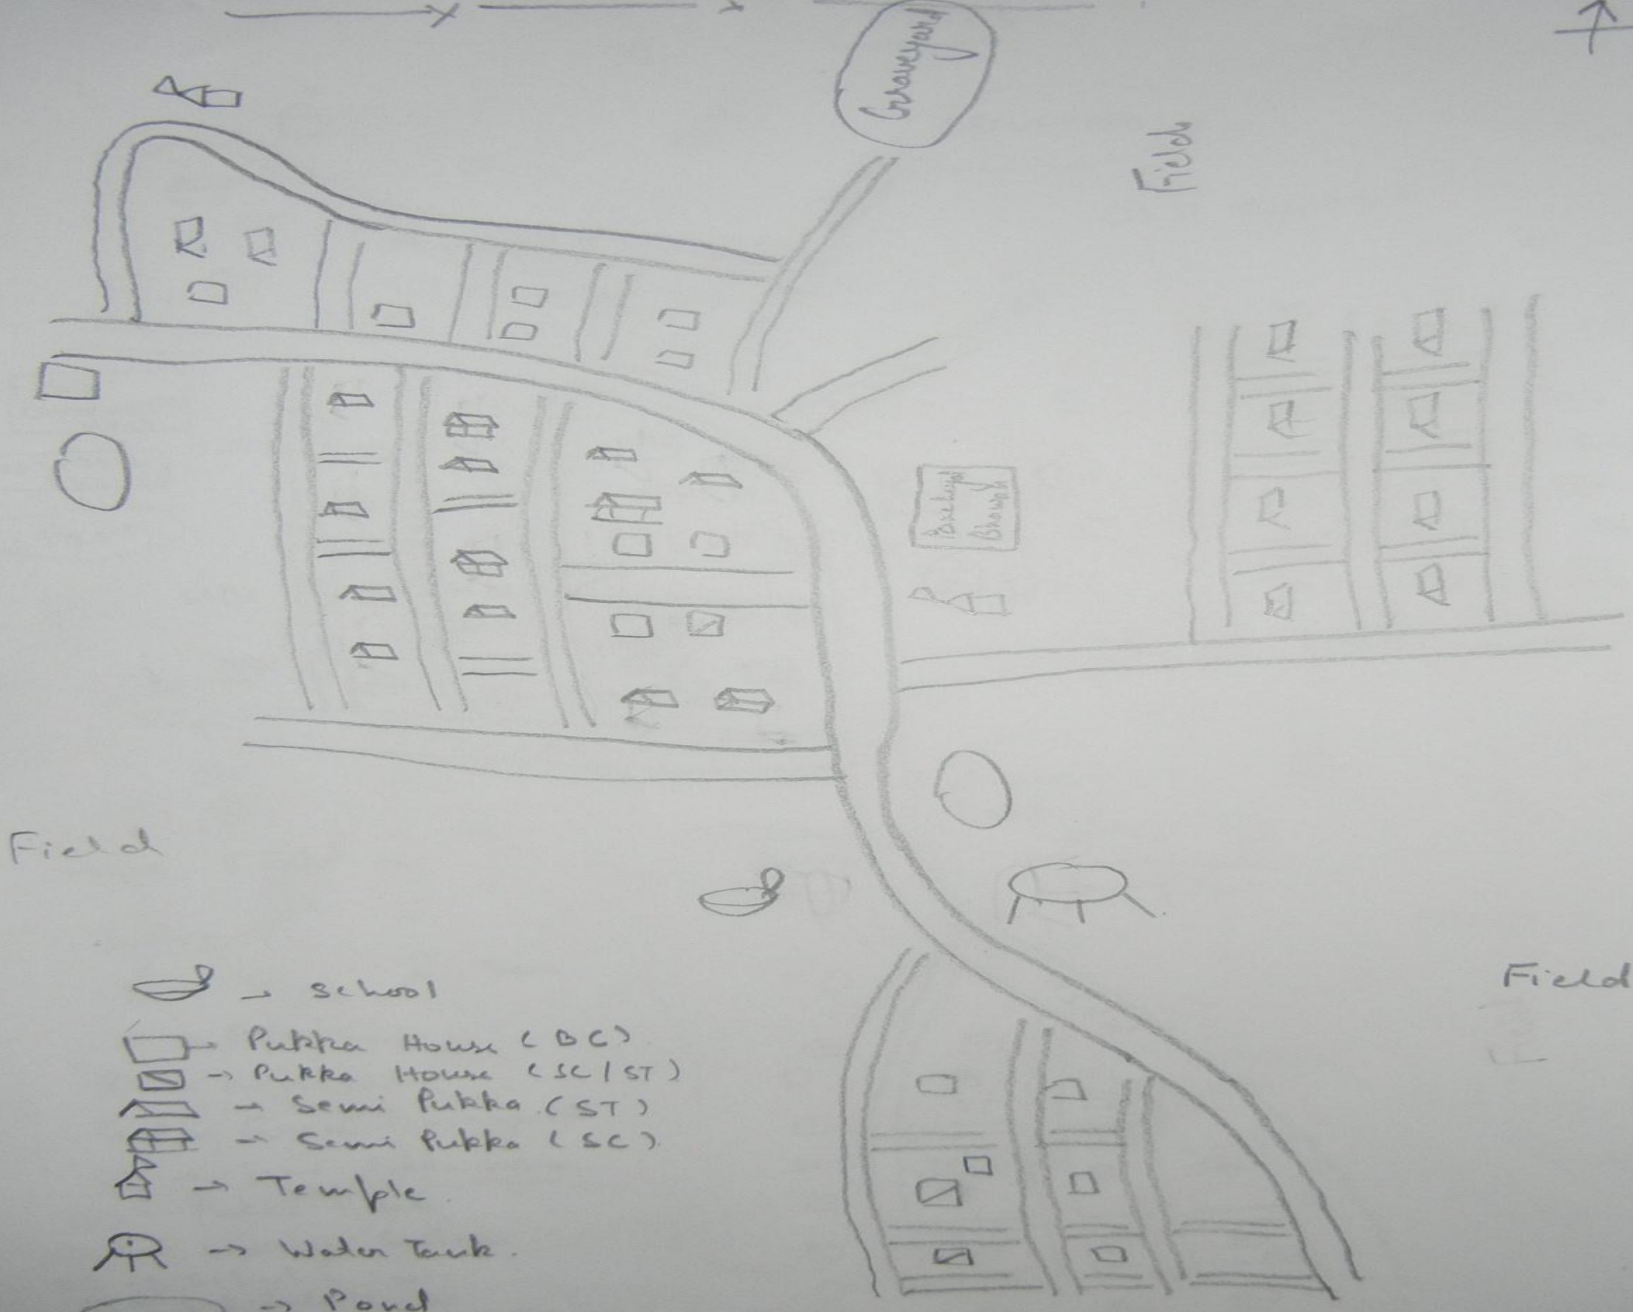 Graveyard
Field
Field
Field
School
Pukka House (BC)
Pukka House (SC/ST)
Semi Pukka (ST)
Semi Pukka (SC)
Temple
Water Tank.
Pond